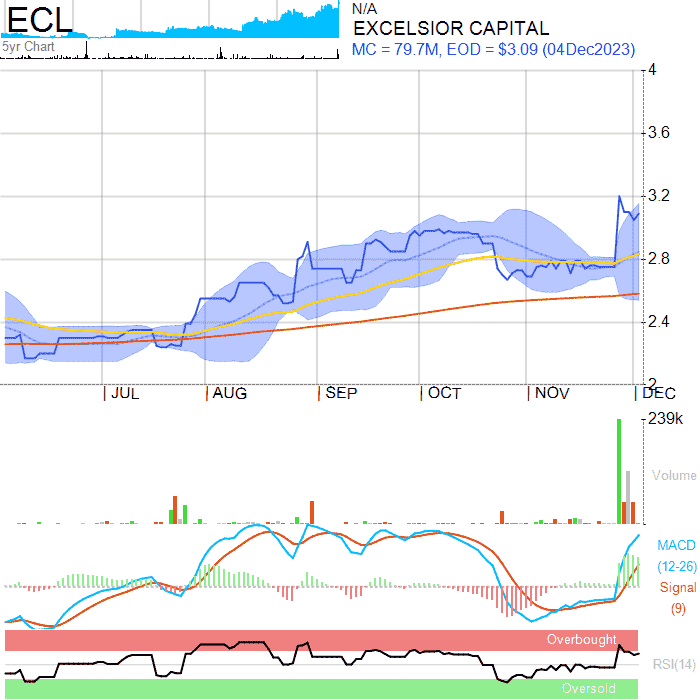 ECL
5yr Chart
N/A
EXCELSIOR CAPITAL
MC = 79.7M, EOD = $3.09 (04Dec2023)
4
3.6
3.2
2.8
2.4
2
JUL AUG SEP OCT NOV DEC
239k
Volume
MACD
(12-26)
Signal
(9)
Overbought
RSI(14)
Oversold